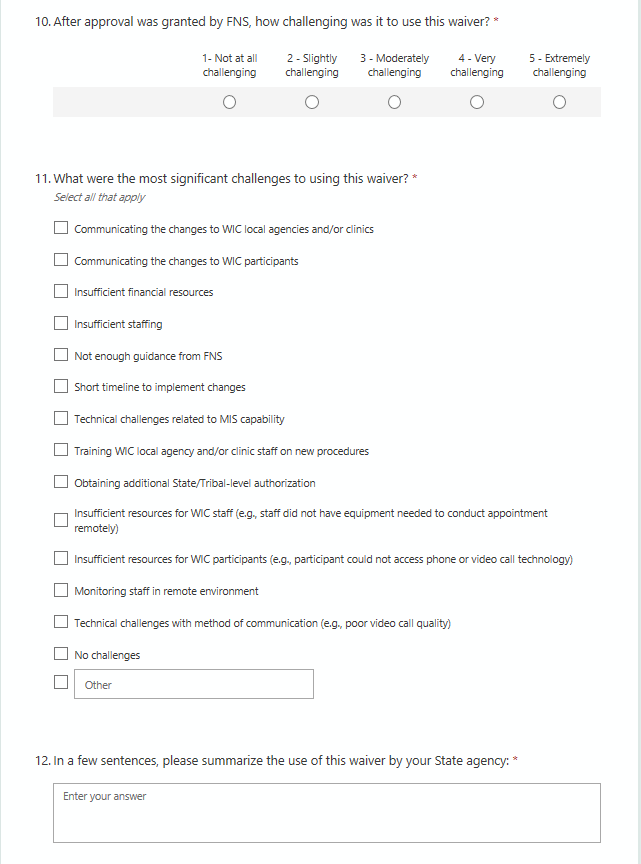 10. After approval was granted by FNS, how challenging was it to use this waiver? *
1- Not at all challenging
2 - Slightly challenging
3 - Moderately challenging
4 - Very challenging
5 - Extremely challenging
11. What were the most significant challenges to using this waiver? *
Select all that apply
Communicating the changes to WIC local agencies and/or clinics
Communicating the changes to WIC participants
Insufficient financial resources
Insufficient staffing
Not enough guidance from FNS
Short timeline to implement changes
Technical challenges related to MIS capability
Training WIC local agency and/or clinic staff on new procedures
Obtaining additional State/Tribal-level authorization
Insufficient resources for WIC staff (e.g., staff did not have equipment needed to conduct appointment
remotely)
Insufficient resources for WIC participants (e.g., participant could not access phone or video call technology)
Monitoring staff in remote environment
Technical challenges with method of communication (e.g., poor video call quality)
No challenges
Other
12. In a few sentences, please summarize the use of this waiver by your State agency: *
Enter your answer